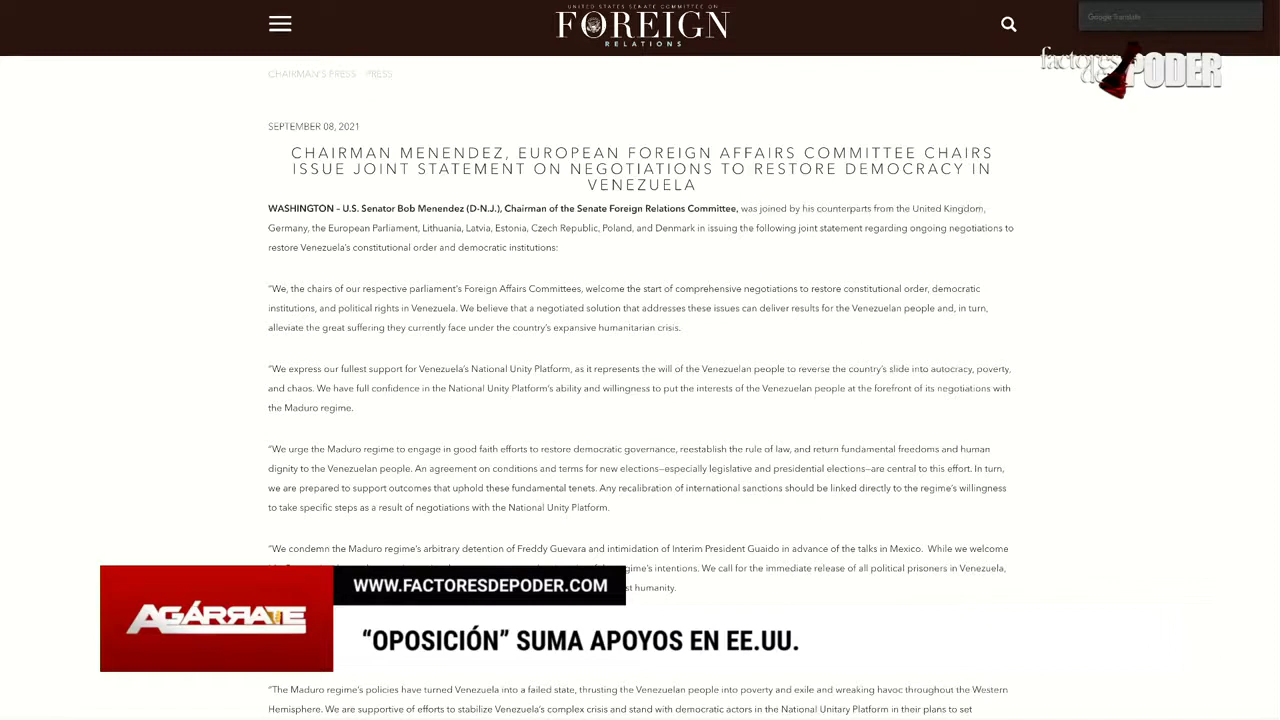 UNITED STATES SENATE COMMITTEE ON
FOREIGN
RELATIONS
Google Translate
factores de PODER
CHAIRMAN'S PRESS PRESS
SEPTEMBER 08, 2021
CHAIRMAN MENENDEZ, EUROPEAN FOREIGN AFFAIRS COMMITTEE CHAIRS
ISSUE JOINT STATEMENT ON NEGOTIATIONS TO RESTORE DEMOCRACY IN
VENEZUELA
WASHINGTON – U.S. Senator Bob Menendez (D-N.J.), Chairman of the Senate Foreign Relations Committee, was joined by his counterparts from the United Kingdom,
Germany, the European Parliament, Lithuania, Latvia, Estonia, Czech Republic, Poland, and Denmark in issuing the following joint statement regarding ongoing negotiations to
restore Venezuela's constitutional order and democratic institutions:
"We, the chairs of our respective parliament's Foreign Affairs Committees, welcome the start of comprehensive negotiations to restore constitutional order, democratic
institutions, and political rights in Venezuela. We believe that a negotiated solution that addresses these issues can deliver results for the Venezuelan people and, in turn,
alleviate the great suffering they currently face under the country's expansive humanitarian crisis.
"We express our fullest support for Venezuela's National Unity Platform, as it represents the will of the Venezuelan people to reverse the country's slide into autocracy, poverty,
and chaos. We have full confidence in the National Unity Platform's ability and willingness to put the interests of the Venezuelan people at the forefront of its negotiations with
the Maduro regime.
"We urge the Maduro regime to engage in good faith efforts to restore democratic governance, reestablish the rule of law, and return fundamental freedoms and human
dignity to the Venezuelan people. An agreement on conditions and terms for new elections—especially legislative and presidential elections—are central to this effort. In turn,
we are prepared to support outcomes that uphold these fundamental tenets. Any recalibration of international sanctions should be linked directly to the regime's willingness
to take specific steps as a result of negotiations with the National Unity Platform.
"We condemn the Maduro regime's arbitrary detention of Freddy Guevara and intimidation of Interim President Guaido in advance of the talks in Mexico. While we welcome
regime's intentions. We call for the immediate release of all political prisoners in Venezuela,
humanity.
WWW.FACTORESDEPODER.COM
AGÁRRATE
“OPOSICIÓN” SUMA APOYOS EN EE.UU.
"The Maduro regime's policies have turned Venezuela into a failed state, thrusting the Venezuelan people into poverty and exile and wreaking havoc throughout the Western
Hemisphere. We are supportive of efforts to stabilize Venezuela's complex crisis and stand with democratic actors in the National Unitary Platform in their plans to set